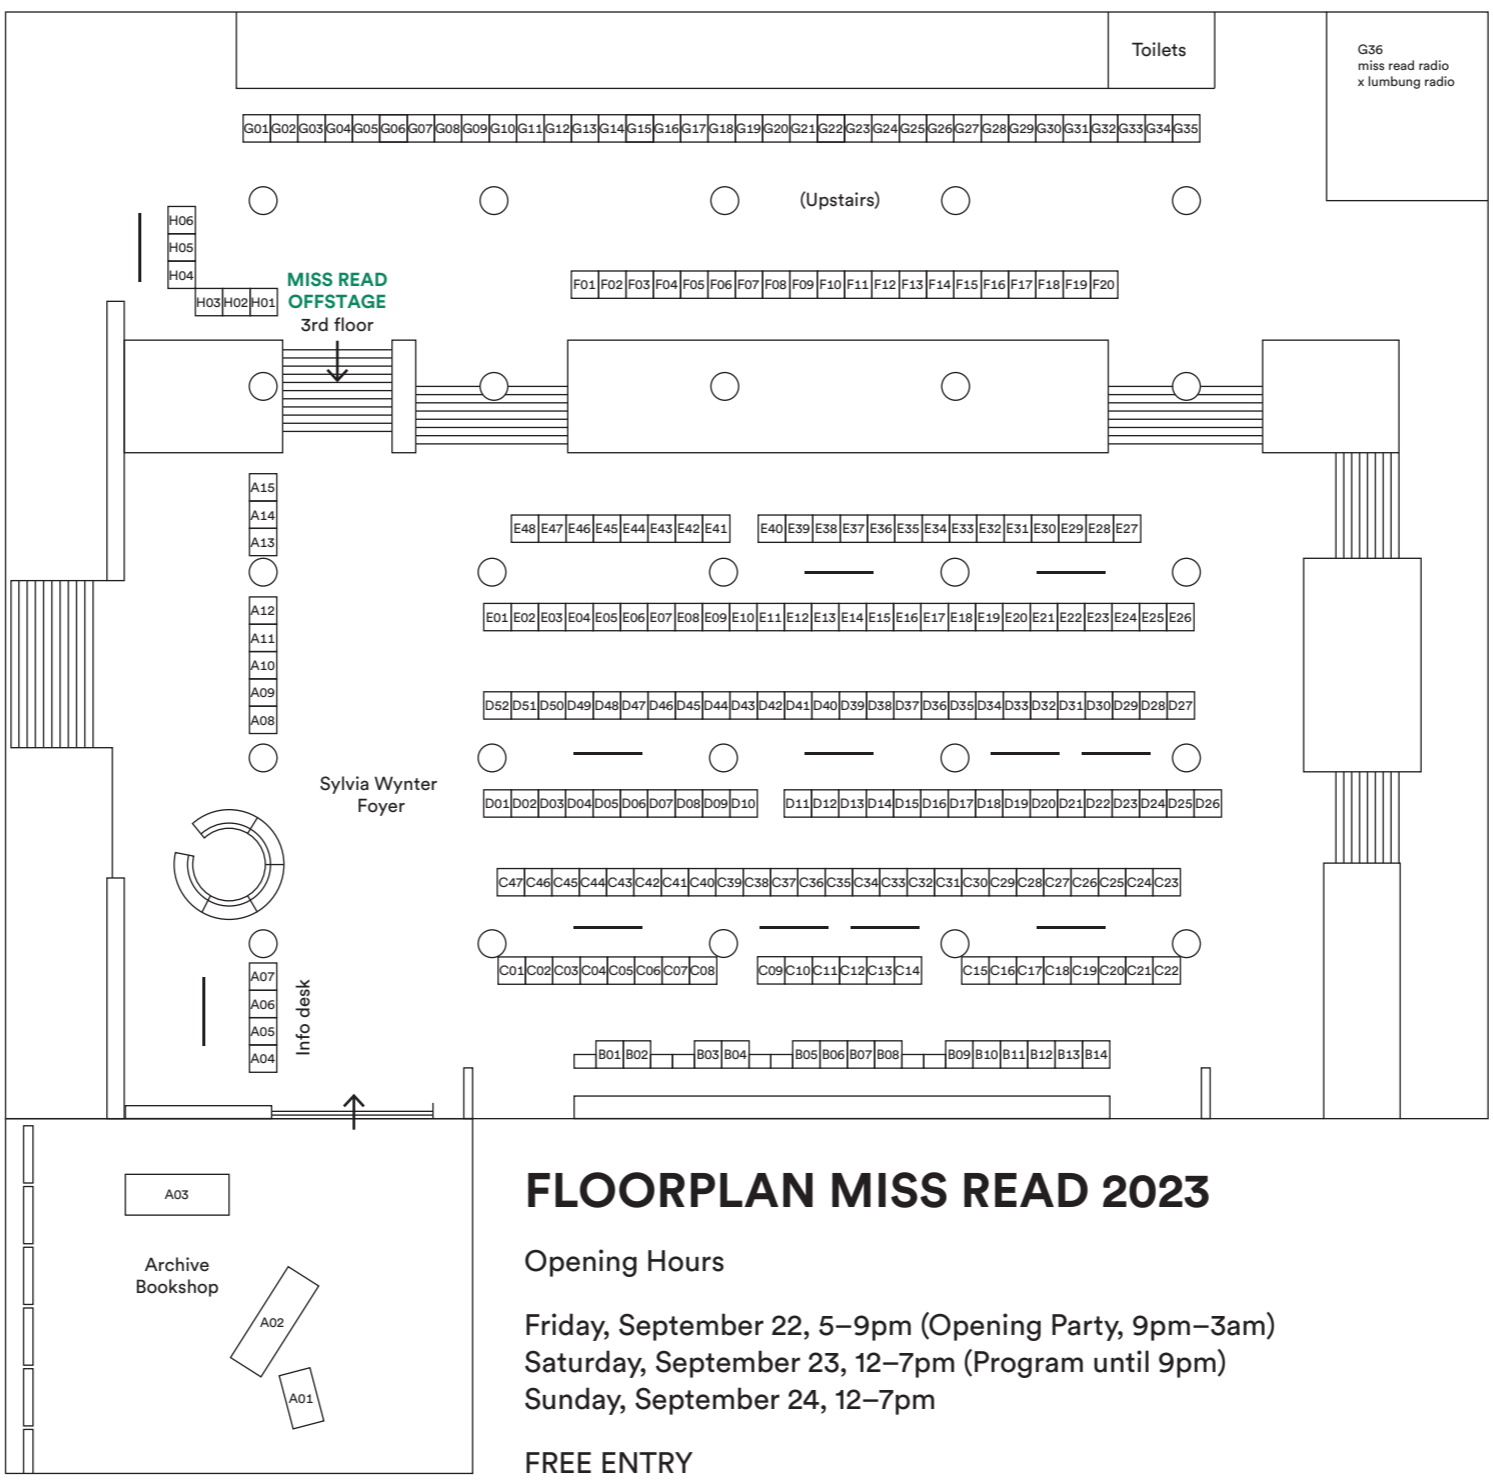 Toilets
G36
miss read radio
x lumbung radio
G01 G02 G03 G04 G05 G06 G07 G08 G09 G10 G11 G12 G13 G14 G15 G16 G17 G18 G19 G20 G21 G22 G23 G24 G25 G26 G27 G28 G29 G30 G31 G32 G33 G34 G35
(Upstairs)
H06
H05
H04
H03 H02 H01
MISS READ
OFFSTAGE
3rd floor
F01 F02 F03 F04 F05 F06 F07 F08 F09 F10 F11 F12 F13 F14 F15 F16 F17 F18 F19 F20
A15
A14
A13
E48 E47 E46 E45 E44 E43 E42 E41 E40 E39 E38 E37 E36 E35 E34 E33 E32 E31 E30 E29 E28 E27
A12
A11
A10
A09
A08
E01 E02 E03 E04 E05 E06 E07 E08 E09 E10 E11 E12 E13 E14 E15 E16 E17 E18 E19 E20 E21 E22 E23 E24 E25 E26
D52 D51 D50 D49 D48 D47 D46 D45 D44 D43 D42 D41 D40 D39 D38 D37 D36 D35 D34 D33 D32 D31 D30 D29 D28 D27
Sylvia Wynter
Foyer
D01 D02 D03 D04 D05 D06 D07 D08 D09 D10 D11 D12 D13 D14 D15 D16 D17 D18 D19 D20 D21 D22 D23 D24 D25 D26
C47 C46 C45 C44 C43 C42 C41 C40 C39 C38 C37 C36 C35 C34 C33 C32 C31 C30 C29 C28 C27 C26 C25 C24 C23
C01 C02 C03 C04 C05 C06 C07 C08 C09 C10 C11 C12 C13 C14 C15 C16 C17 C18 C19 C20 C21 C22
A07
A06
A05
A04
Info desk
B01 B02 B03 B04 B05 B06 B07 B08 B09 B10 B11 B12 B13 B14
A03
Archive
Bookshop
A02
A01
FLOORPLAN MISS READ 2023
Opening Hours
Friday, September 22, 5–9pm (Opening Party, 9pm–3am)
Saturday, September 23, 12–7pm (Program until 9pm)
Sunday, September 24, 12–7pm
FREE ENTRY